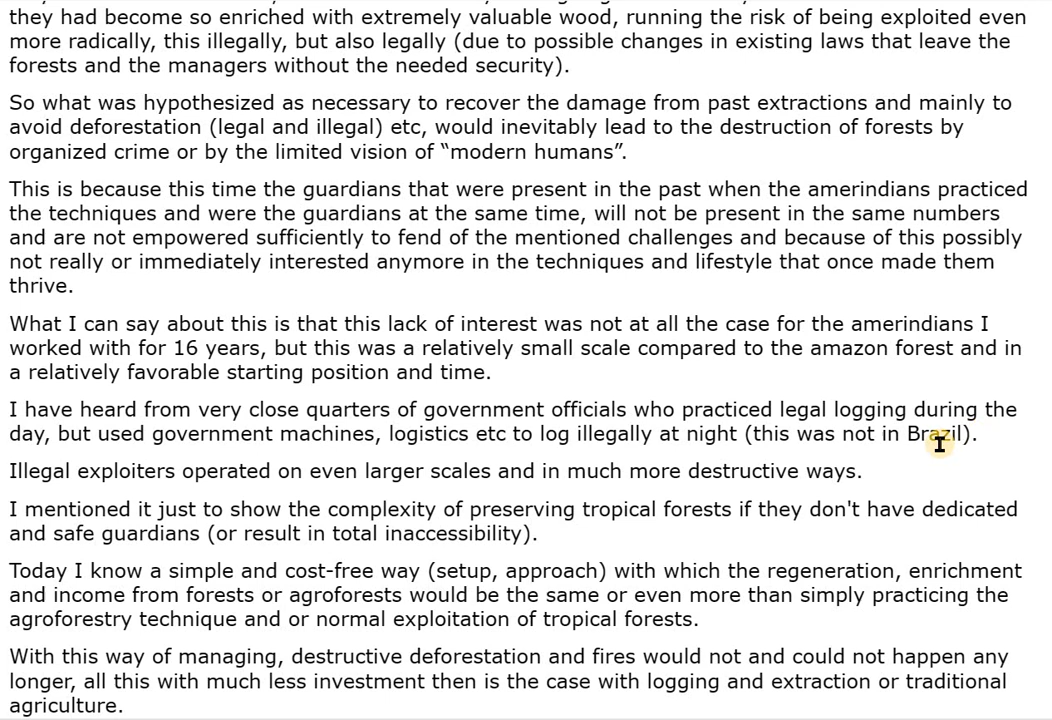 they had become so enriched with extremely valuable wood, running the risk of being exploited even
more radically, this illegally, but also legally (due to possible changes in existing laws that leave the
forests and the managers without the needed security).
So what was hypothesized as necessary to recover the damage from past extractions and mainly to
avoid deforestation (legal and illegal) etc, would inevitably lead to the destruction of forests by
organized crime or by the limited vision of “modern humans”.
This is because this time the guardians that were present in the past when the amerindians practiced
the techniques and were the guardians at the same time, will not be present in the same numbers
and are not empowered sufficiently to fend of the mentioned challenges and because of this possibly
not really or immediately interested anymore in the techniques and lifestyle that once made them
thrive.
What I can say about this is that this lack of interest was not at all the case for the amerindians I
worked with for 16 years, but this was a relatively small scale compared to the amazon forest and in
a relatively favorable starting position and time.
I have heard from very close quarters of government officials who practiced legal logging during the
day, but used government machines, logistics etc to log illegally at night (this was not in Brazil).
Illegal exploiters operated on even larger scales and in much more destructive ways.
I mentioned it just to show the complexity of preserving tropical forests if they don't have dedicated
and safe guardians (or result in total inaccessibility).
Today I know a simple and cost-free way (setup, approach) with which the regeneration, enrichment
and income from forests or agroforests would be the same or even more than simply practicing the
agroforestry technique and or normal exploitation of tropical forests.
With this way of managing, destructive deforestation and fires would not and could not happen any
longer, all this with much less investment then is the case with logging and extraction or traditional
agriculture.